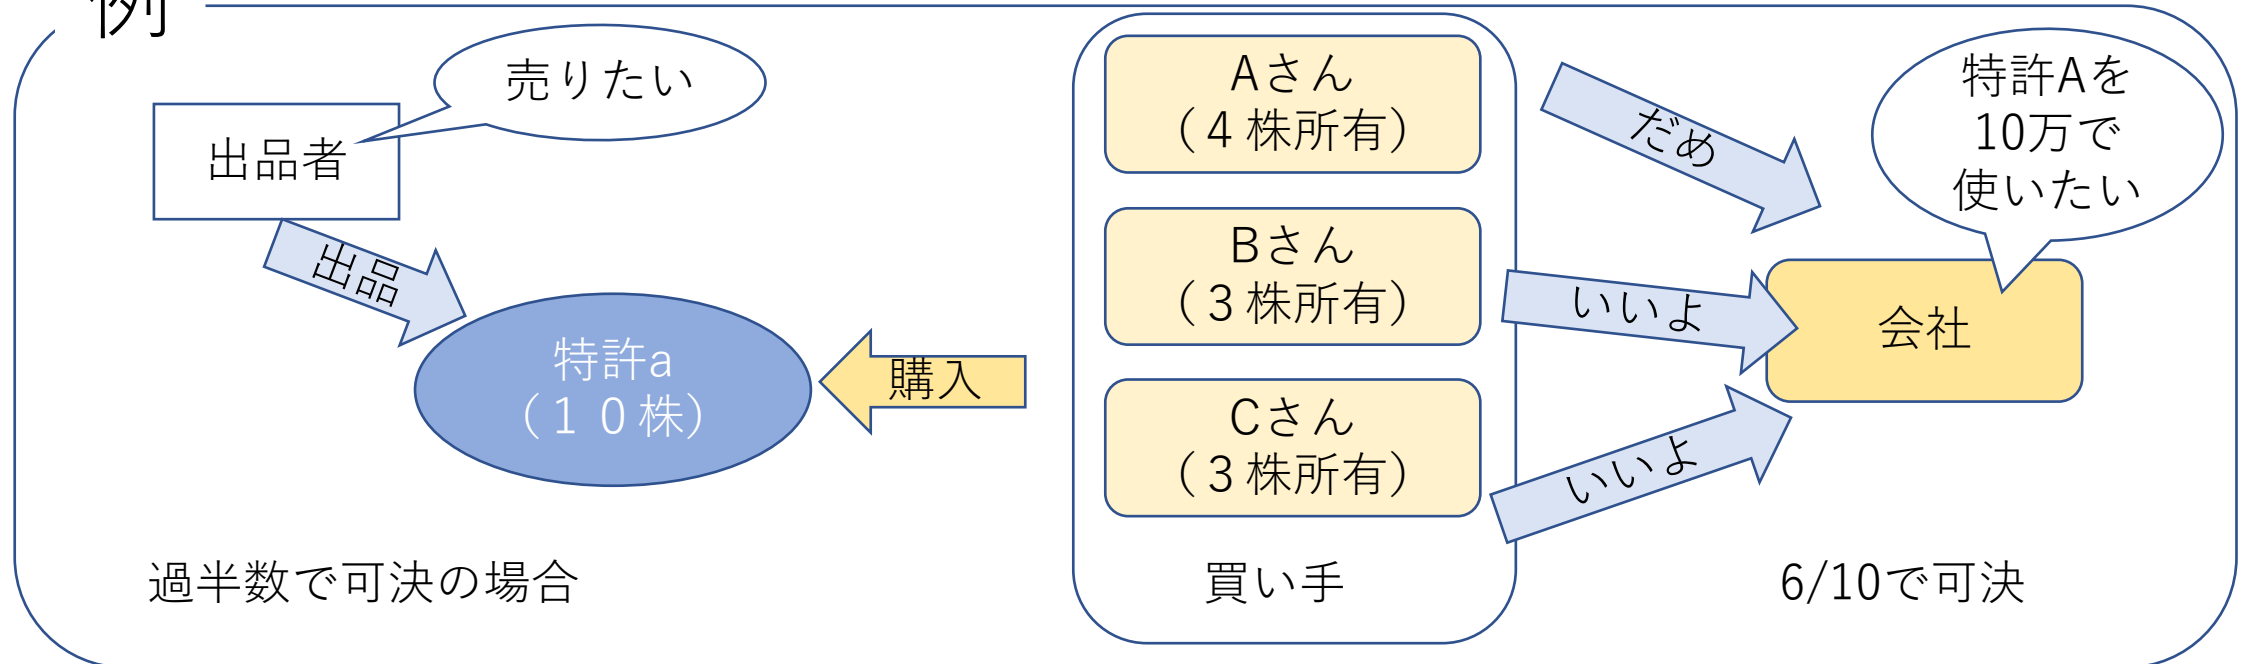 例
売りたい
出品者
出品
特許a
（１０株）
購入
Aさん
（４株所有）
Bさん
（３株所有）
Cさん
（３株所有）
買い手
だめ
いいよ
いいよ
特許Aを
10万で
使いたい
会社
過半数で可決の場合
6/10で可決